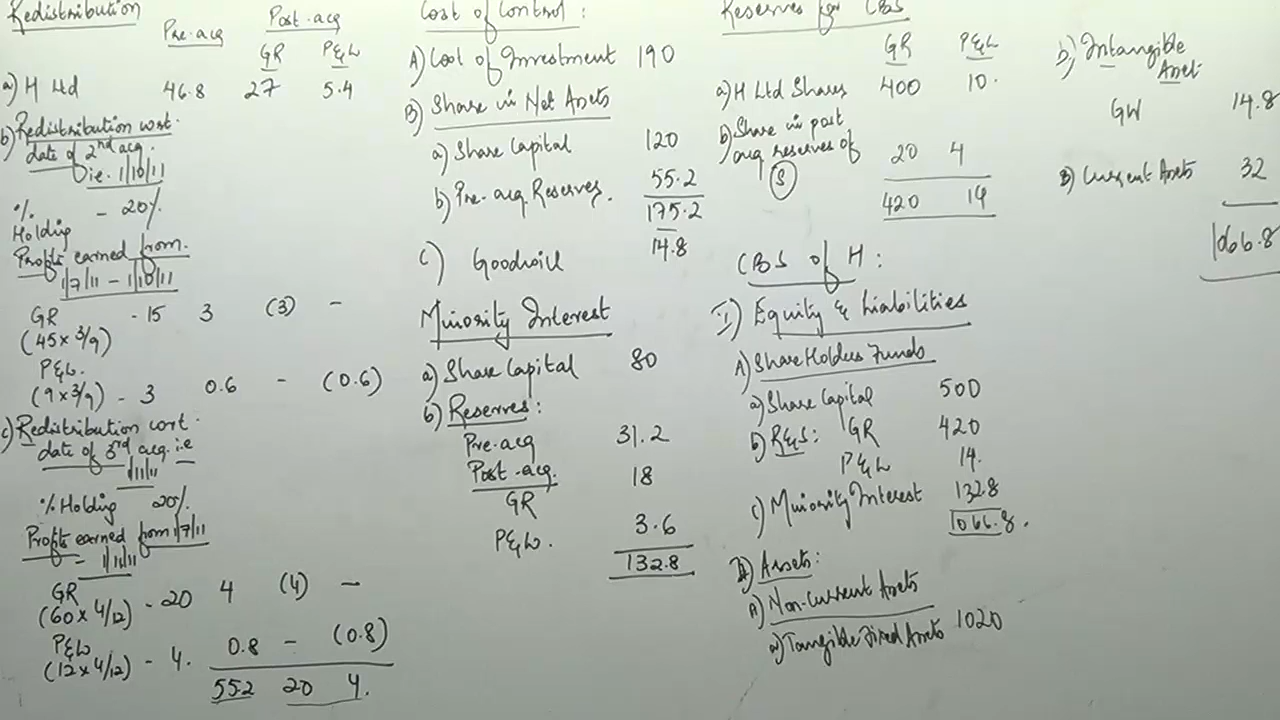 Redistribution
Pre-acq Post-acq
GR P&L
a) H Ltd 46.8 27 5.4
b) Redistribution wrt.
date of 2nd acq.
ie. 1/10/11
% - 20%
Holding
Profits earned from.
1/7/11 - 1/10/11
GR - 15 3 (3) -
(45 x 3/9)
P&L.
(9 x 3/9) - 3 0.6 - (0.6)
c) Redistribution wrt.
date of 3rd acq. i.e
1/11/11
% Holding 20%
Profits earned from 1/7/11
- 1/11/11
GR
(60 x 4/12) - 20 4 (4) -
P&L
(12 x 4/12) - 4. 0.8 - (0.8)
552 20 4.
Cost of Control :
A) Cost of Investment 190
B) Share in Net Assets
a) Share Capital 120
b) Pre-acq Reserves. 55.2
175.2
C) Goodwill 14.8
Minority Interest
a) Share Capital 80
b) Reserves :
Pre-acq 31.2
Post-acq. 18
GR
P&L. 3.6
132.8
Reserves for CBS
GR P&L
a) H Ltd Shares 400 10.
b) Share in post
acq reserves of 20 4
S
420 14
CBS of H :
I) Equity & Liabilities
A) ShareHolders Funds
a) Share Capital 500
b) R&S : GR 420
P&L 14.
c) Minority Interest 132.8
1066.8.
II) Assets :
A) Non-Current Assets
a) Tangible Fixed Assets 1020
b) Intangible
Asset
GW 14.8
B) Current Assets 32
1066.8